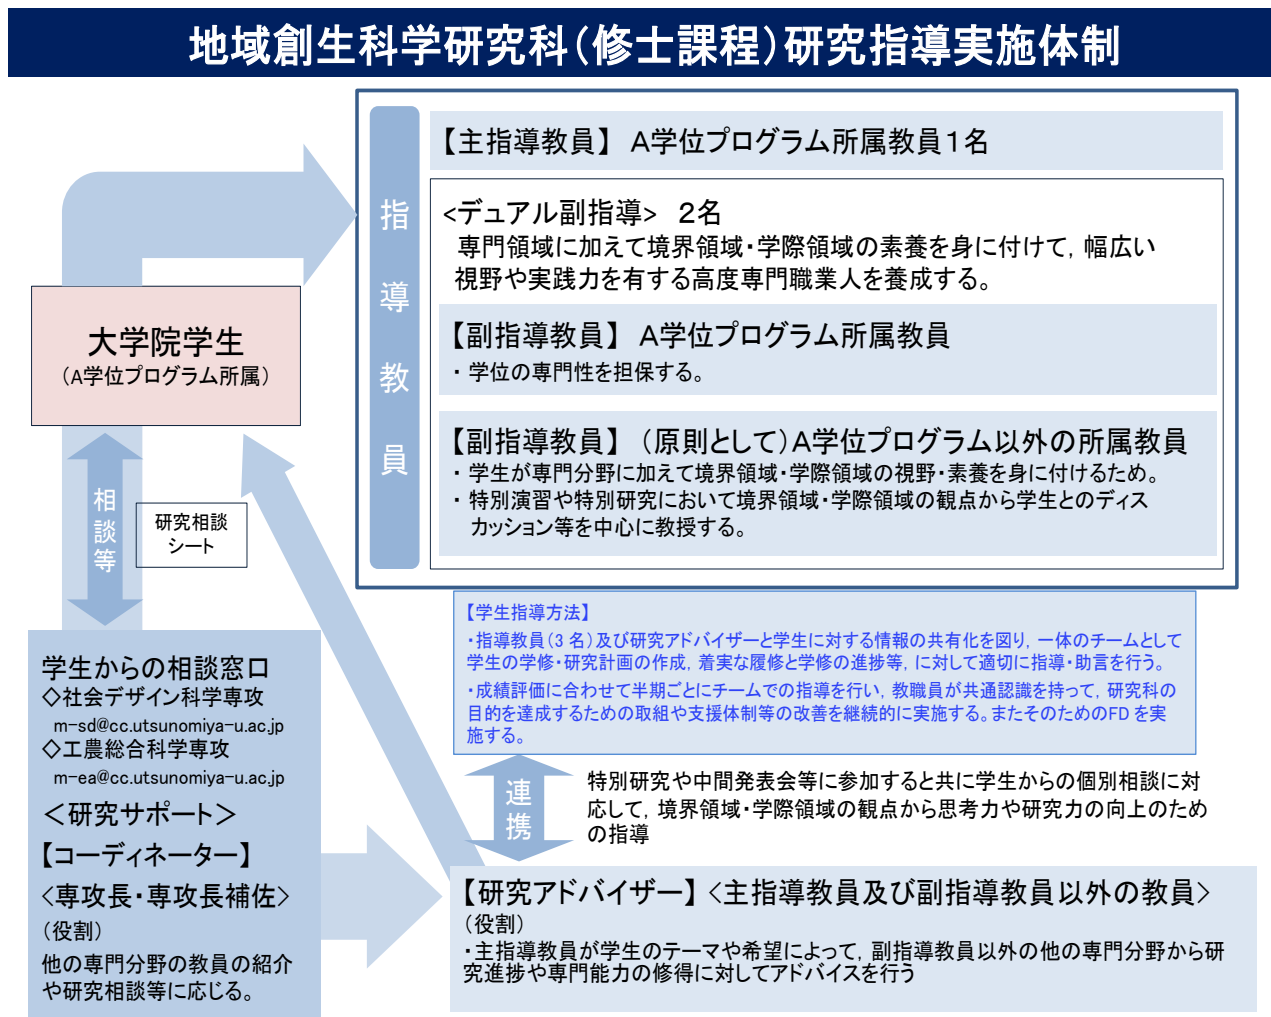 地域創生科学研究科（修士課程）研究指導実施体制
指導教員
【主指導教員】 A学位プログラム所属教員１名
<デュアル副指導> ２名
専門領域に加えて境界領域・学際領域の素養を身に付けて，幅広い
視野や実践力を有する高度専門職業人を養成する。
【副指導教員】 A学位プログラム所属教員
・学位の専門性を担保する。
【副指導教員】（原則として）A学位プログラム以外の所属教員
・学生が専門分野に加えて境界領域・学際領域の視野・素養を身に付けるため。
・特別演習や特別研究において境界領域・学際領域の観点から学生とのディス
カッション等を中心に教授する。
大学院学生
（A学位プログラム所属）
相談等
研究相談
シート
【学生指導方法】
・指導教員（３名）及び研究アドバイザーと学生に対する情報の共有化を図り，一体のチームとして
学生の学修・研究計画の作成，着実な履修と学修の進捗等，に対して適切に指導・助言を行う。
・成績評価に合わせて半期ごとにチームでの指導を行い，教職員が共通認識を持って，研究科の
目的を達成するための取組や支援体制等の改善を継続的に実施する。またそのためのFDを実
施する。
学生からの相談窓口
◇社会デザイン科学専攻
m-sd@cc.utsunomiya-u.ac.jp
◇工農総合科学専攻
m-ea@cc.utsunomiya-u.ac.jp
＜研究サポート＞
【コーディネーター】
<専攻長・専攻長補佐>
（役割）
他の専門分野の教員の紹介
や研究相談等に応じる。
連携
特別研究や中間発表会等に参加すると共に学生からの個別相談に対
応して，境界領域・学際領域の観点から思考力や研究力の向上のため
の指導
【研究アドバイザー】<主指導教員及び副指導教員以外の教員>
（役割）
・主指導教員が学生のテーマや希望によって，副指導教員以外の他の専門分野から研
究進捗や専門能力の修得に対してアドバイスを行う